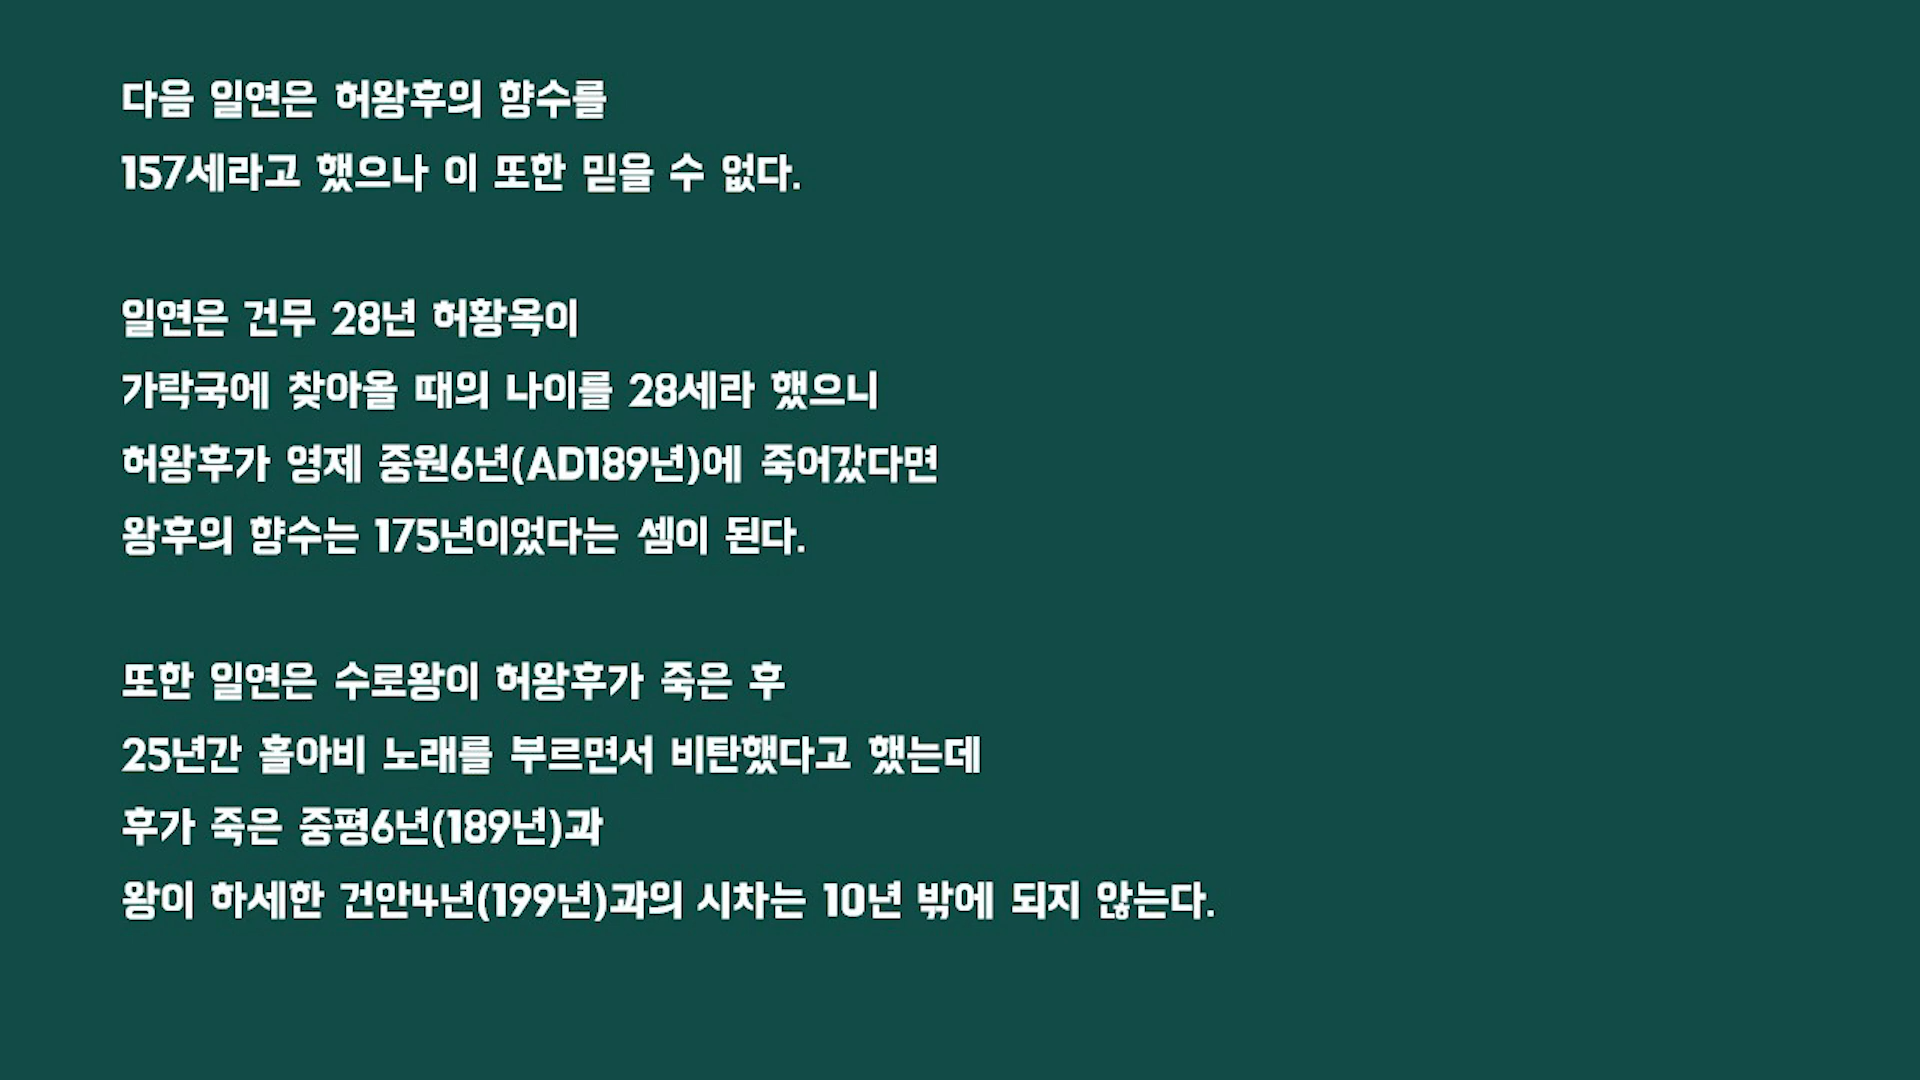 다음 일연은 허왕후의 향수를
157세라고 했으나 이 또한 믿을 수 없다.
일연은 건무 28년 허황옥이
가락국에 찾아올 때의 나이를 28세라 했으니
허왕후가 영제 중원6년(AD189년)에 죽어갔다면
왕후의 향수는 175년이었다는 셈이 된다.
또한 일연은 수로왕이 허왕후가 죽은 후
25년간 홀아비 노래를 부르면서 비탄했다고 했는데
후가 죽은 중평6년(189년)과
왕이 하세한 건안4년(199년)과의 시차는 10년 밖에 되지 않는다.